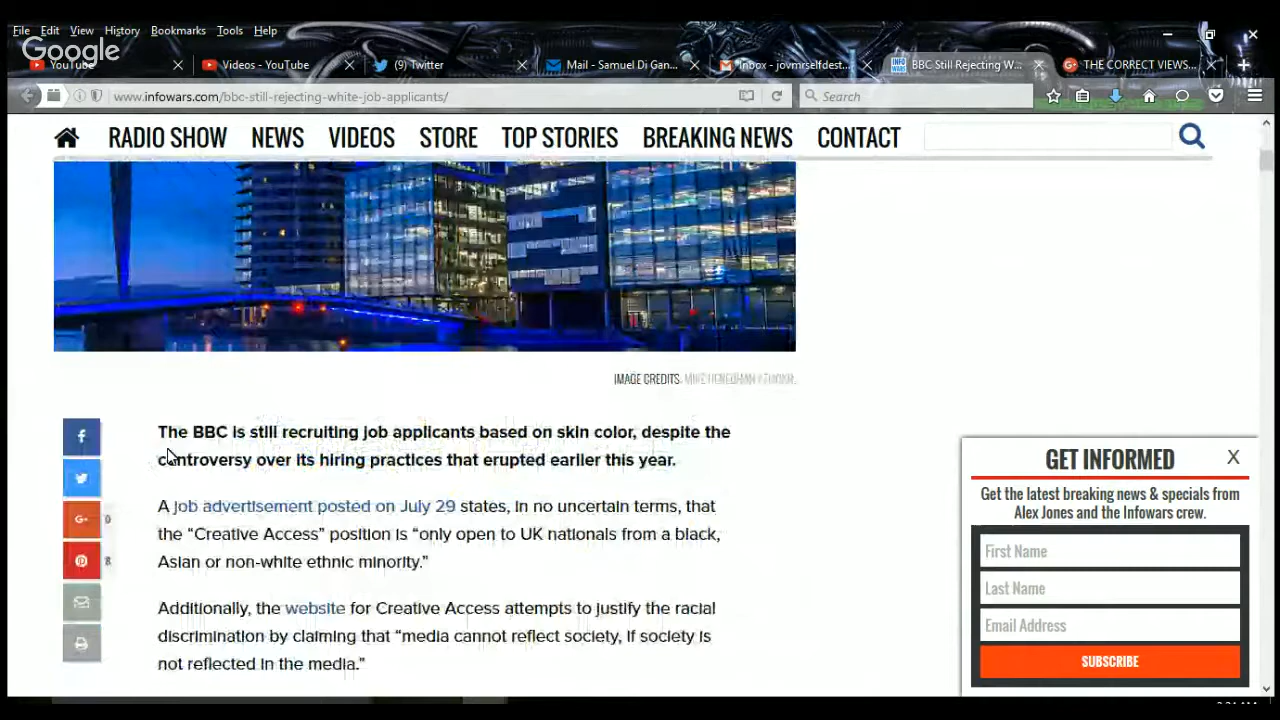 File Edit View History Bookmarks Tools Help
Google
YouTube
Videos - YouTube
(9) Twitter
Mail - Samuel Di Gan...
Inbox - jovmrselfdest...
BBC Still Rejecting W...
THE CORRECT VIEWS...
www.infowars.com/bbc-still-rejecting-white-job-applicants/
Search
RADIO SHOW NEWS VIDEOS STORE TOP STORIES BREAKING NEWS CONTACT
IMAGE CREDITS:
The BBC is still recruiting job applicants based on skin color, despite the
controversy over its hiring practices that erupted earlier this year.
A job advertisement posted on July 29 states, in no uncertain terms, that
the “Creative Access” position is “only open to UK nationals from a black,
Asian or non-white ethnic minority.”
Additionally, the website for Creative Access attempts to justify the racial
discrimination by claiming that “media cannot reflect society, if society is
not reflected in the media.”
0
8
GET INFORMED X
Get the latest breaking news & specials from
Alex Jones and the Infowars crew.
First Name
Last Name
Email Address
SUBSCRIBE